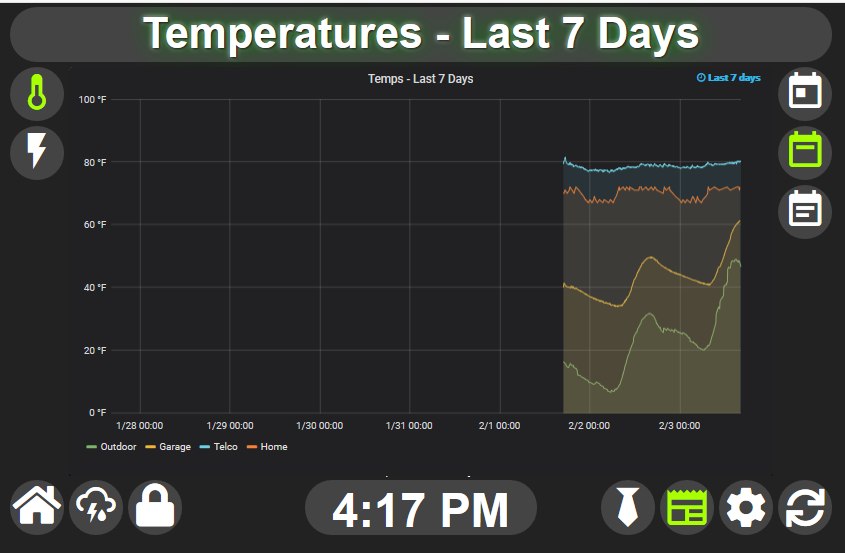 Temperatures - Last 7 Days
Temps - Last 7 Days
Last 7 days
100 °F
80 °F
60 °F
40 °F
20 °F
0 °F
1/28 00:00 1/29 00:00 1/30 00:00 1/31 00:00 2/1 00:00 2/2 00:00 2/3 00:00
Outdoor Garage Telco Home
4:17 PM